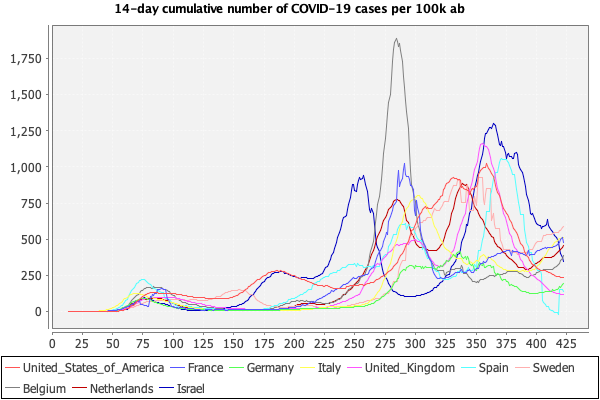 14-day cumulative number of COVID-19 cases per 100k ab
1,750
1,500
1,250
1,000
750
500
250
0
0 25 50 75 100 125 150 175 200 225 250 275 300 325 350 375 400 425
United_States_of_America France Germany Italy United_Kingdom Spain Sweden
Belgium Netherlands Israel